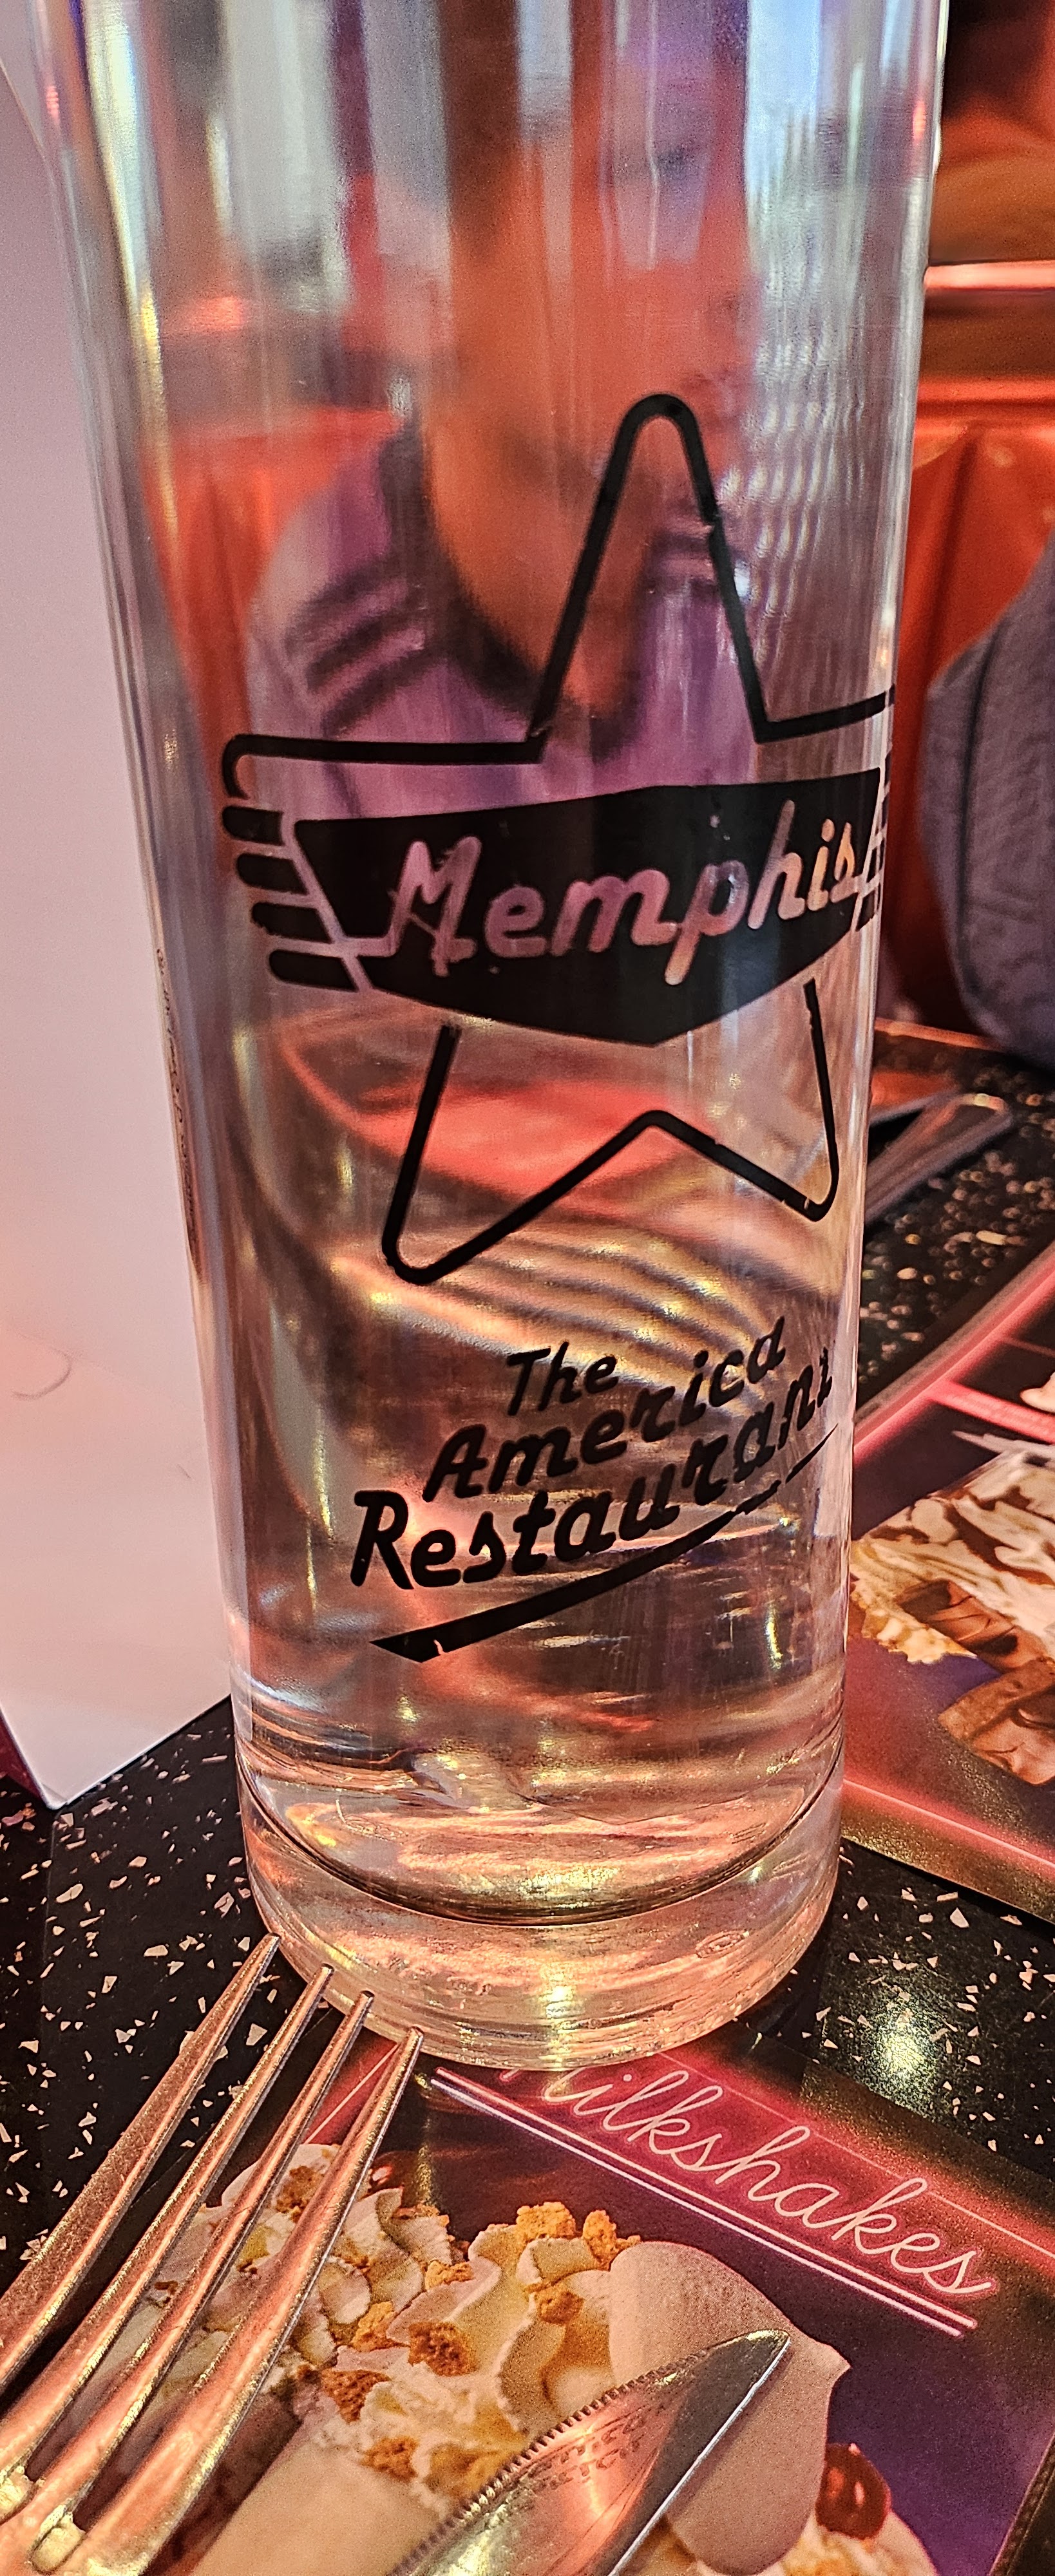 Memphis
The
America
Restaurant
Milkshakes